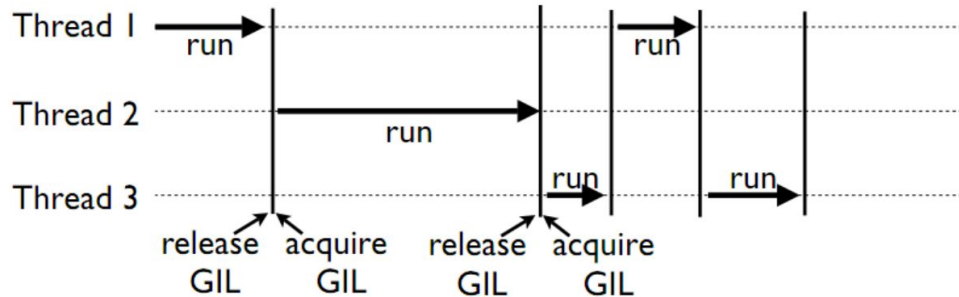 Thread 1
run
run
Thread 2
run
Thread 3
run
run
release acquire release acquire
GIL GIL GIL GIL